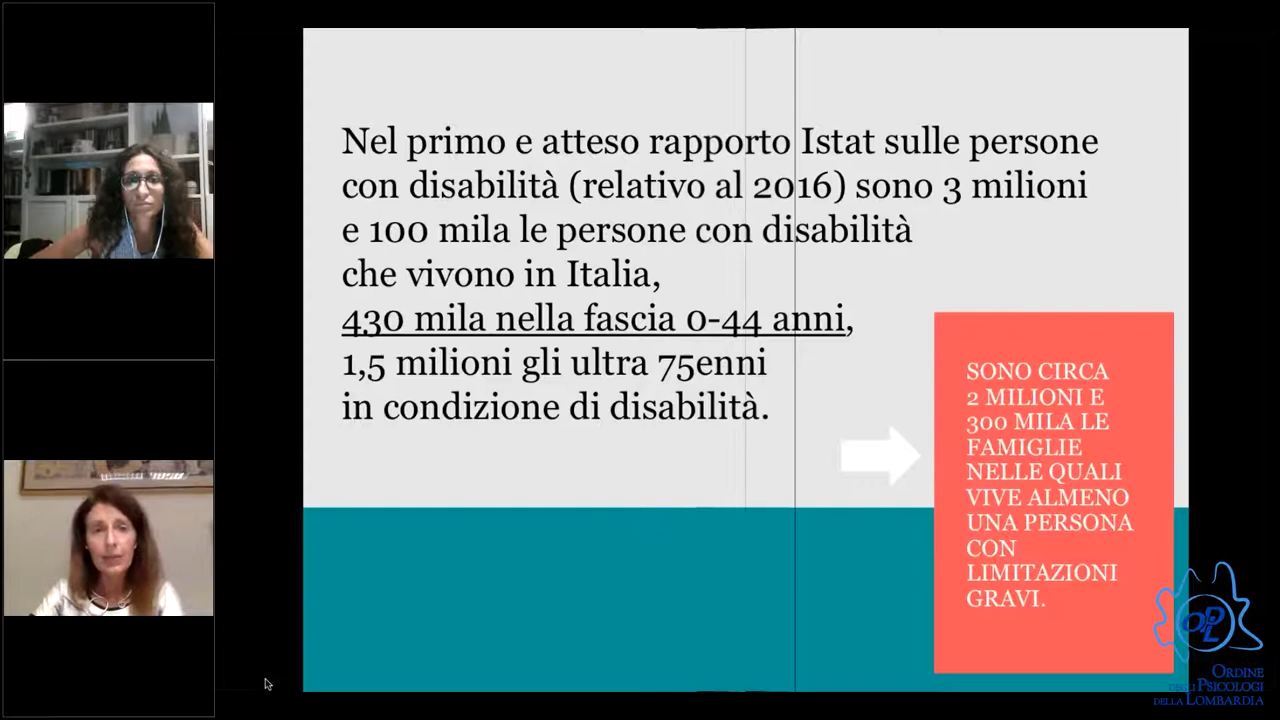 Nel primo e atteso rapporto Istat sulle persone
con disabilità (relativo al 2016) sono 3 milioni
e 100 mila le persone con disabilità
che vivono in Italia,
430 mila nella fascia 0-44 anni,
1,5 milioni gli ultra 75enni
in condizione di disabilità.
SONO CIRCA
2 MILIONI E
300 MILA LE
FAMIGLIE
NELLE QUALI
VIVE ALMENO
UNA PERSONA
CON
LIMITAZIONI
GRAVI.
OPL
ORDINE
DEGLI PSICOLOGI
DELLA LOMBARDIA